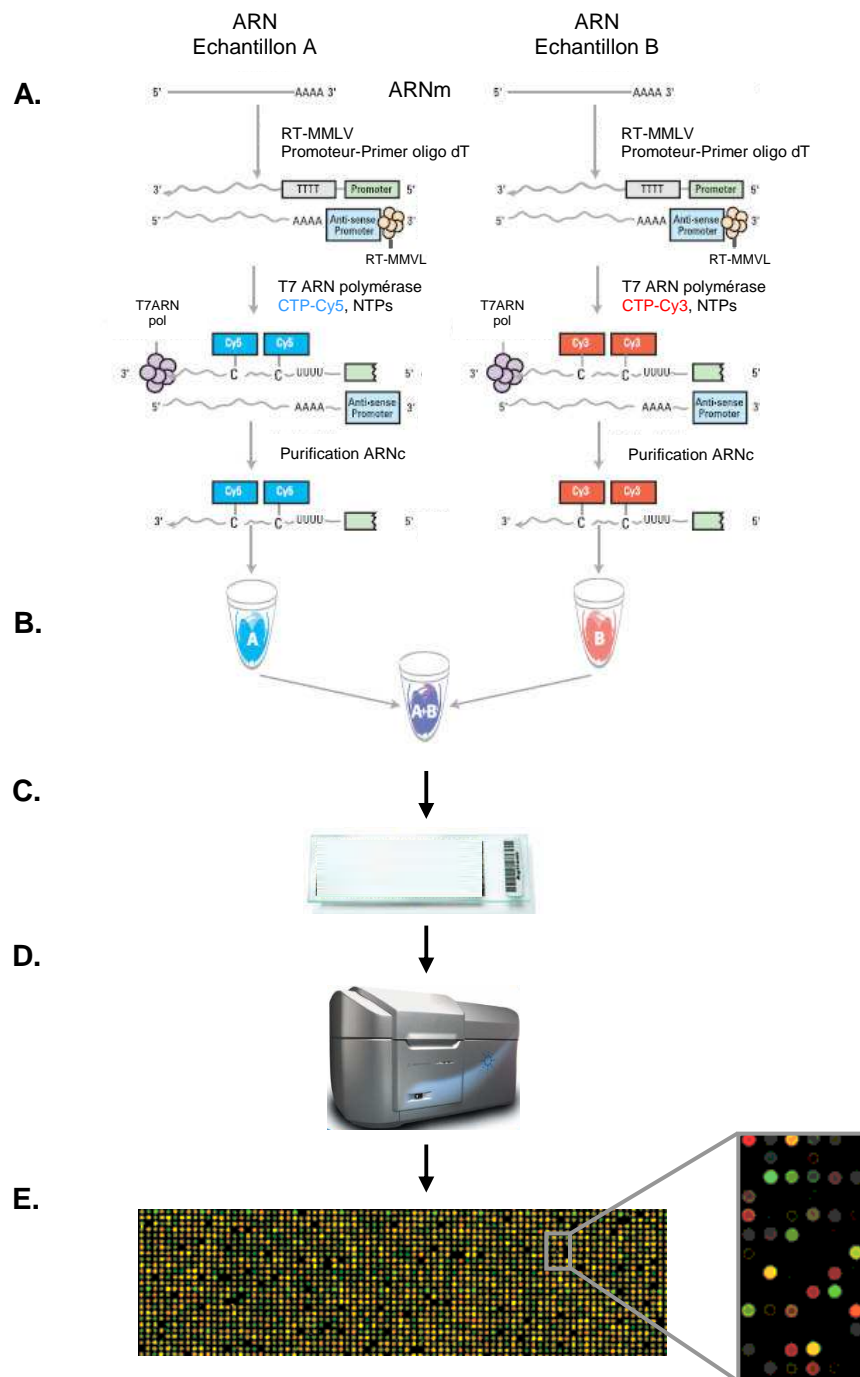 ARN
Echantillon A
ARN
Echantillon B
A.
5' AAAA 3'
ARNm
5' AAAA 3'
RT-MMLV
Promoteur-Primer oligo dT
RT-MMLV
Promoteur-Primer oligo dT
3' TTTT Promoter 5'
3' TTTT Promoter 5'
5' AAAA Anti-sense Promoter 3'
5' AAAA Anti-sense Promoter 3'
RT-MMVL
RT-MMVL
T7 ARN polymérase
CTP-Cy5, NTPs
T7 ARN polymérase
CTP-Cy3, NTPs
T7ARN
pol
T7ARN
pol
Cy5 Cy5
Cy3 Cy3
3' C C UUUU 5'
3' C C UUUU 5'
5' AAAA Anti-sense Promoter 3'
5' AAAA Anti-sense Promoter 3'
Purification ARNc
Purification ARNc
Cy5 Cy5
Cy3 Cy3
3' C C UUUU 5'
3' C C UUUU 5'
B.
A
B
A+B
C.
Agilent
D.
E.